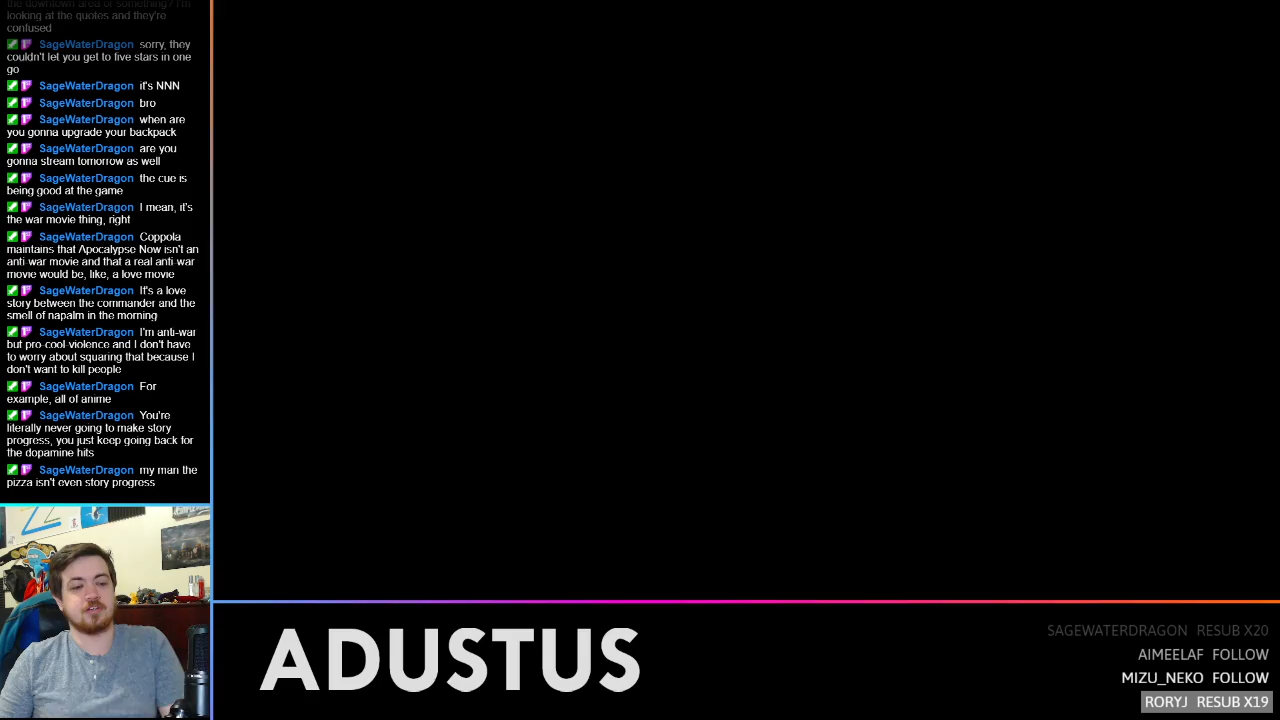 the downtown area or something? I'm
looking at the quotes and they're
confused
SageWaterDragon sorry, they
couldn't let you get to five stars in one
go
SageWaterDragon it's NNN
SageWaterDragon bro
SageWaterDragon when are
you gonna upgrade your backpack
SageWaterDragon are you
gonna stream tomorrow as well
SageWaterDragon the cue is
being good at the game
SageWaterDragon I mean, it's
the war movie thing, right
SageWaterDragon Coppola
maintains that Apocalypse Now isn't an
anti-war movie and that a real anti-war
movie would be, like, a love movie
SageWaterDragon It's a love
story between the commander and the
smell of napalm in the morning
SageWaterDragon I'm anti-war
but pro-cool-violence and I don't have
to worry about squaring that because I
don't want to kill people
SageWaterDragon For
example, all of anime
SageWaterDragon You're
literally never going to make story
progress, you just keep going back for
the dopamine hits
SageWaterDragon my man the
pizza isn't even story progress
ADUSTUS
SAGEWATERDRAGON RESUB X20
AIMEELAF FOLLOW
MIZU_NEKO FOLLOW
RORYJ RESUB X19